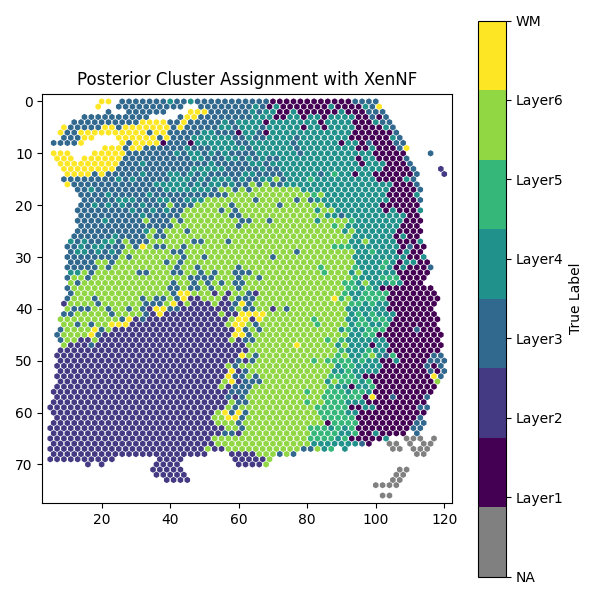 Posterior Cluster Assignment with XenNF
0
10
20
30
40
50
60
70
20
40
60
80
100
120
WM
Layer6
Layer5
Layer4
Layer3
Layer2
Layer1
NA
True Label